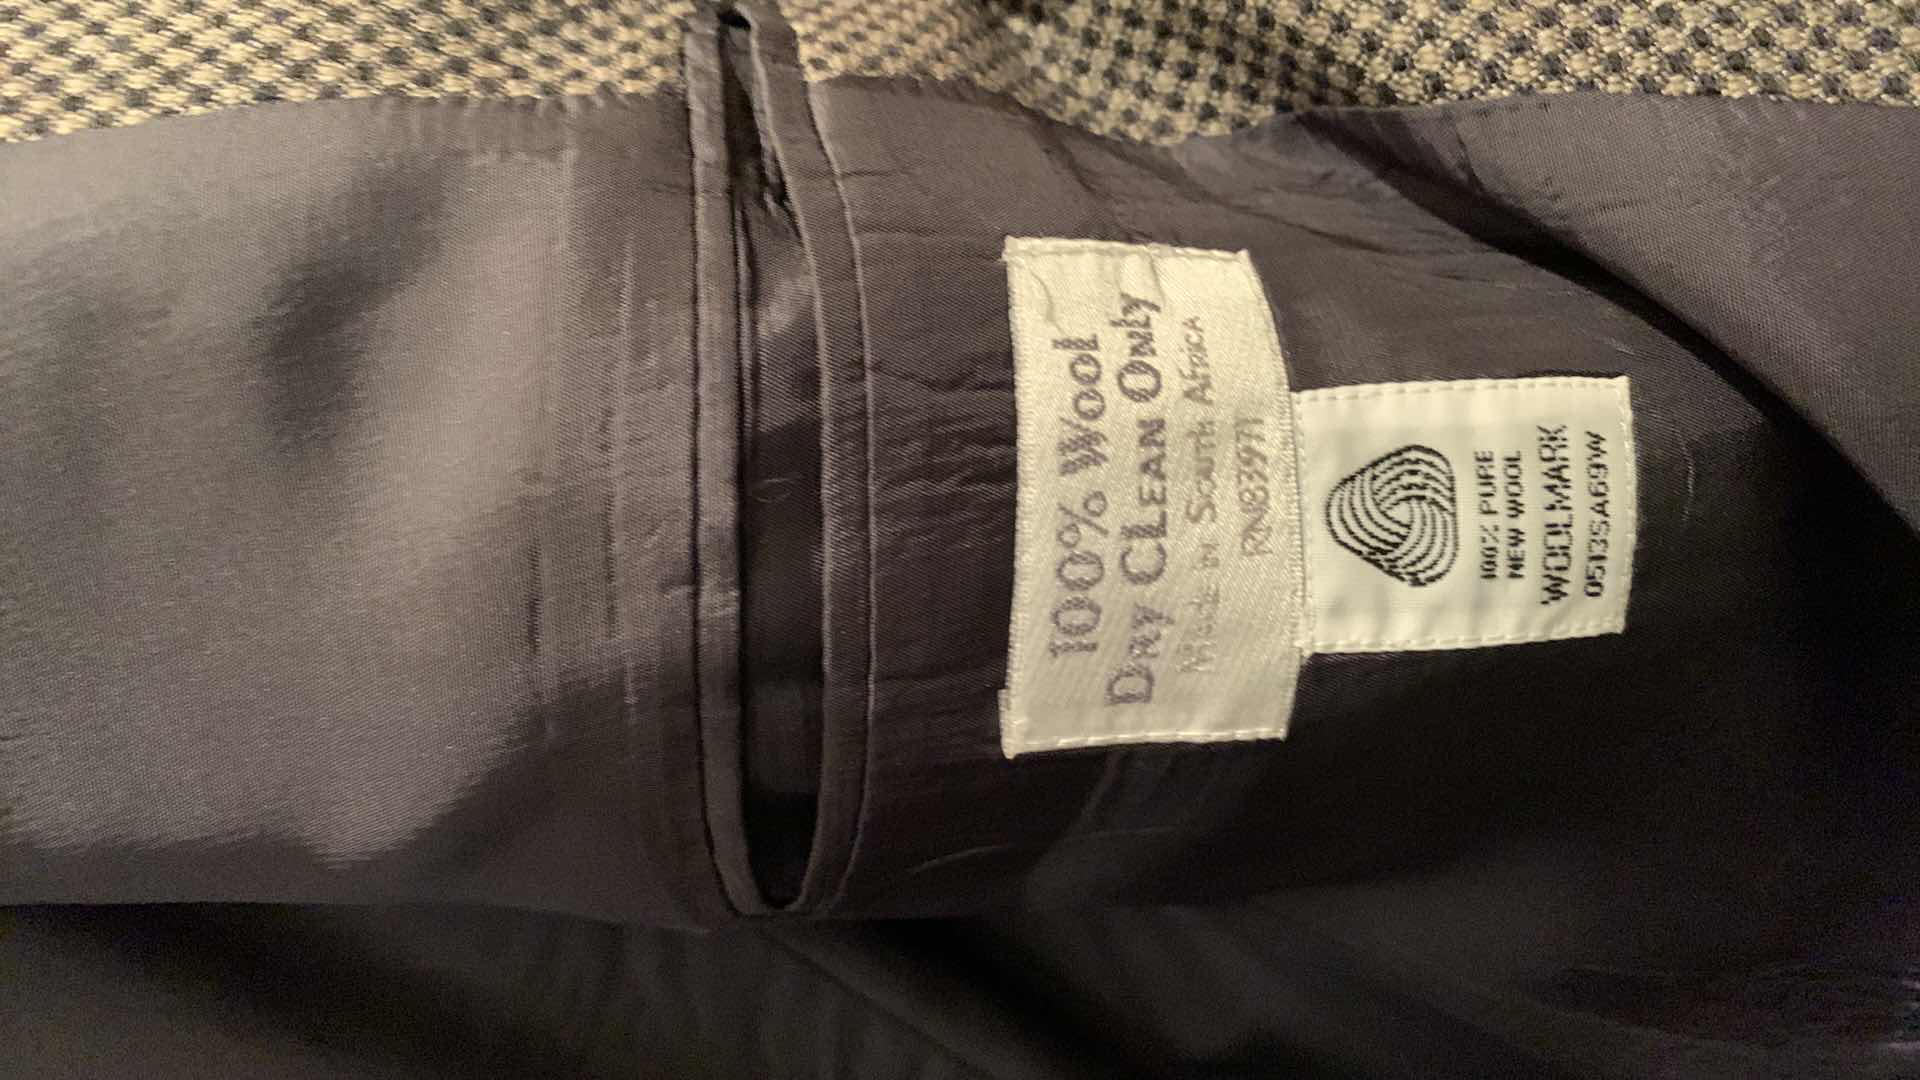 100% Wool
Dry Clean Only
Made in South Africa
RN83971
100% PURE
NEW WOOL
WOOLMARK
0513SA69W